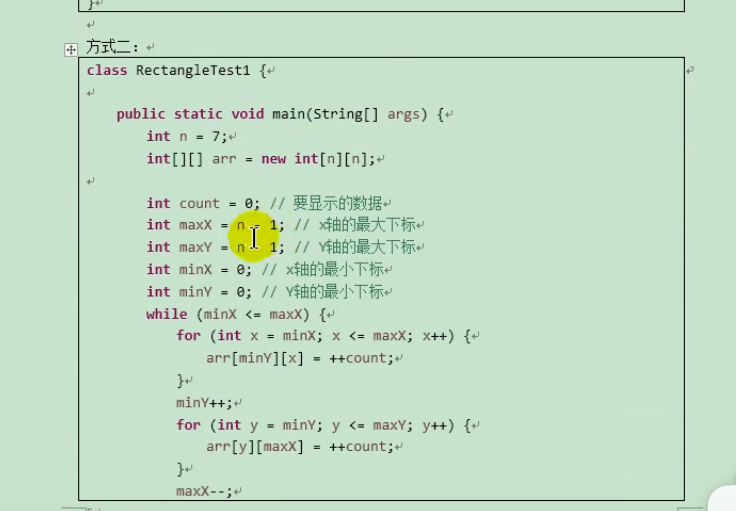 }
方式二：
class RectangleTest1 {
public static void main(String[] args) {
int n = 7;
int[][] arr = new int[n][n];
int count = 0; // 要显示的数据
int maxX = n - 1; // x轴的最大下标
int maxY = n - 1; // Y轴的最大下标
int minX = 0; // x轴的最小下标
int minY = 0; // Y轴的最小下标
while (minX <= maxX) {
for (int x = minX; x <= maxX; x++) {
arr[minY][x] = ++count;
}
minY++;
for (int y = minY; y <= maxY; y++) {
arr[y][maxX] = ++count;
}
maxX--;